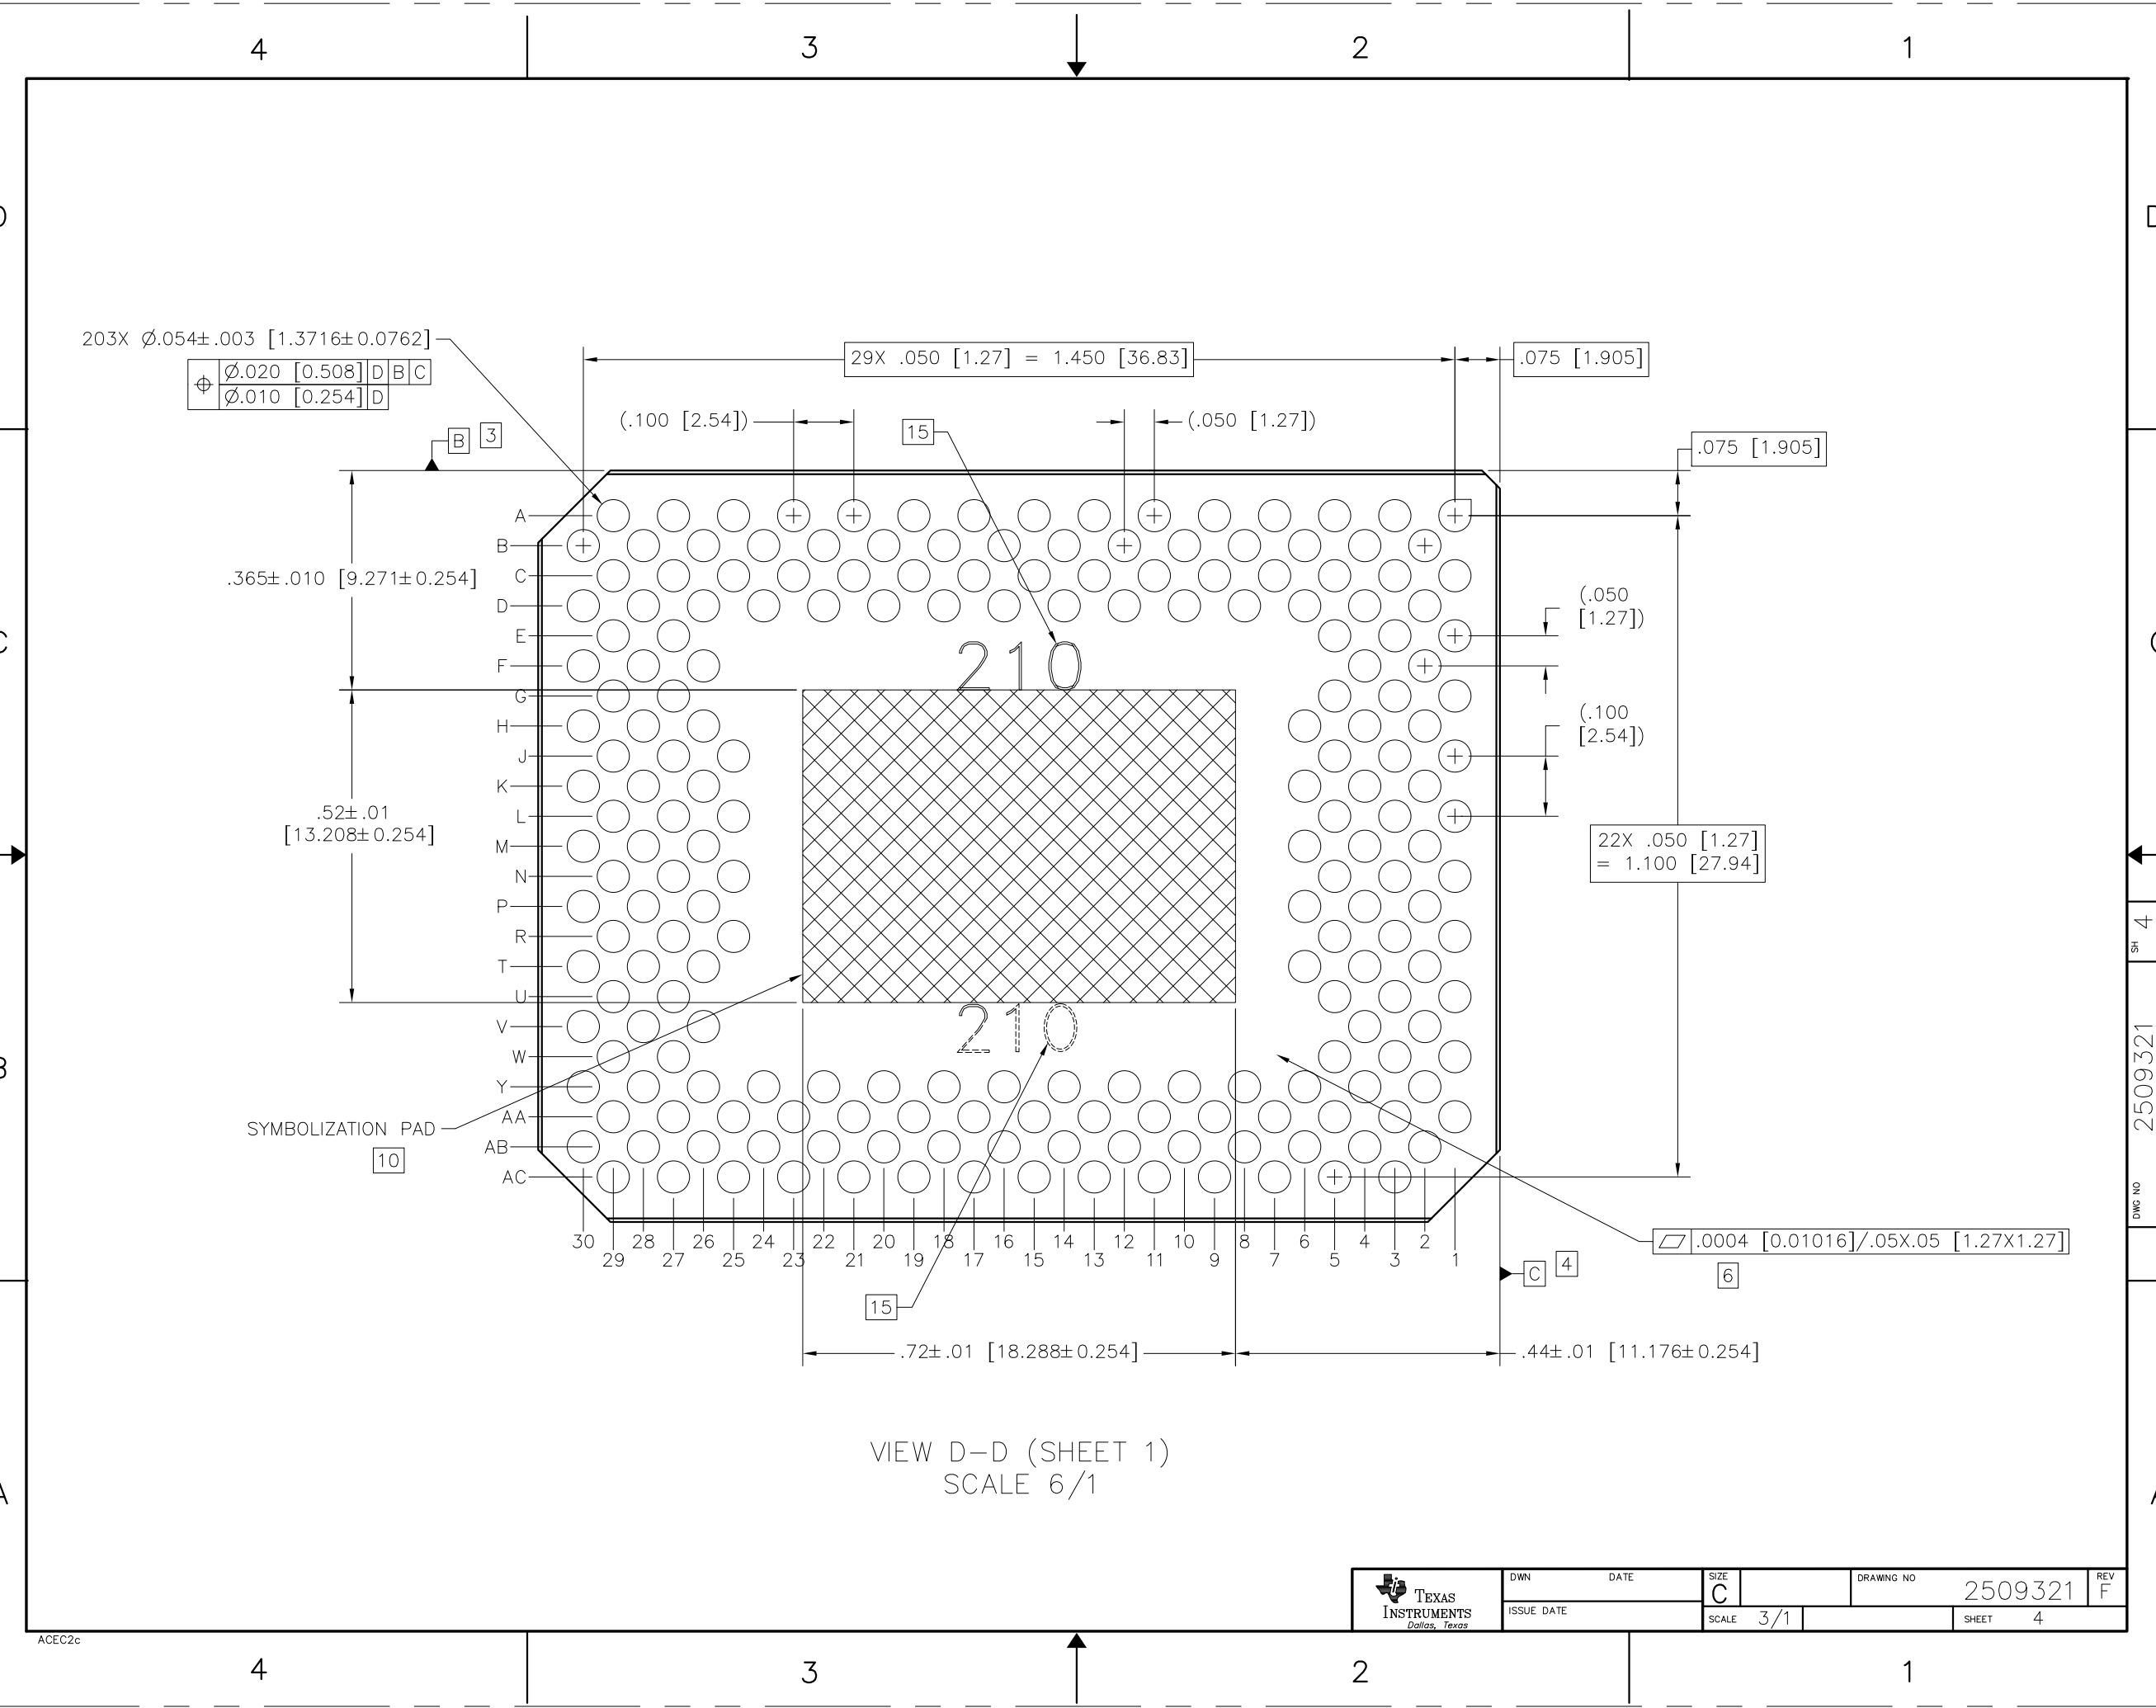 4 3 2 1
D D
203X Ø.054±.003 [1.3716±0.0762]
Ø.020 [0.508] D B C
Ø.010 [0.254] D
29X .050 [1.27] = 1.450 [36.83]
.075 [1.905]
(.100 [2.54])
15
(.050 [1.27])
B 3
.075 [1.905]
A
B
.365±.010 [9.271±0.254]
C
D
E
F
G
H
J
K
L
M
N
P
R
T
U
V
W
Y
AA
AB
AC
(.050
[1.27])
210
C C
(.100
[2.54])
.52±.01
[13.208±0.254]
22X .050 [1.27]
= 1.100 [27.94]
SH 4
210
DWG NO 2509321
B
SYMBOLIZATION PAD
10
30 28 26 24 22 20 18 16 14 12 10 8 6 4 2
29 27 25 23 21 19 17 15 13 11 9 7 5 3 1
.0004 [0.01016]/.05X.05 [1.27X1.27]
6
C 4
15
.72±.01 [18.288±0.254]
.44±.01 [11.176±0.254]
VIEW D-D (SHEET 1)
SCALE 6/1
A A
TEXAS
INSTRUMENTS
Dallas, Texas
DWN DATE
ISSUE DATE
SIZE
C
DRAWING NO
2509321
REV
F
SCALE 3/1
SHEET 4
ACEC2c
4 3 2 1